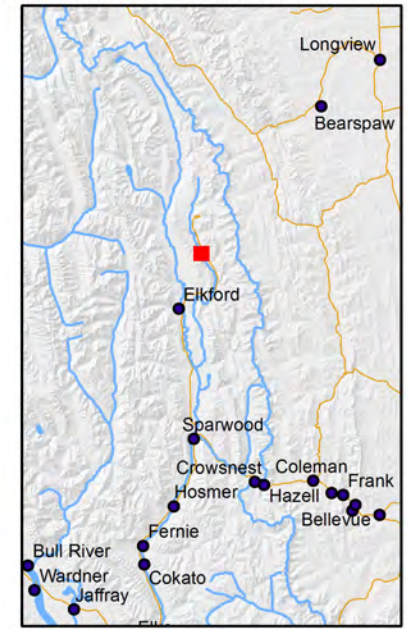 Longview
Bearspaw
Elkford
Sparwood
Crowsnest
Coleman
Frank
Hosmer
Hazell
Bellevue
Fernie
Bull River
Cokato
Wardner
Jaffray